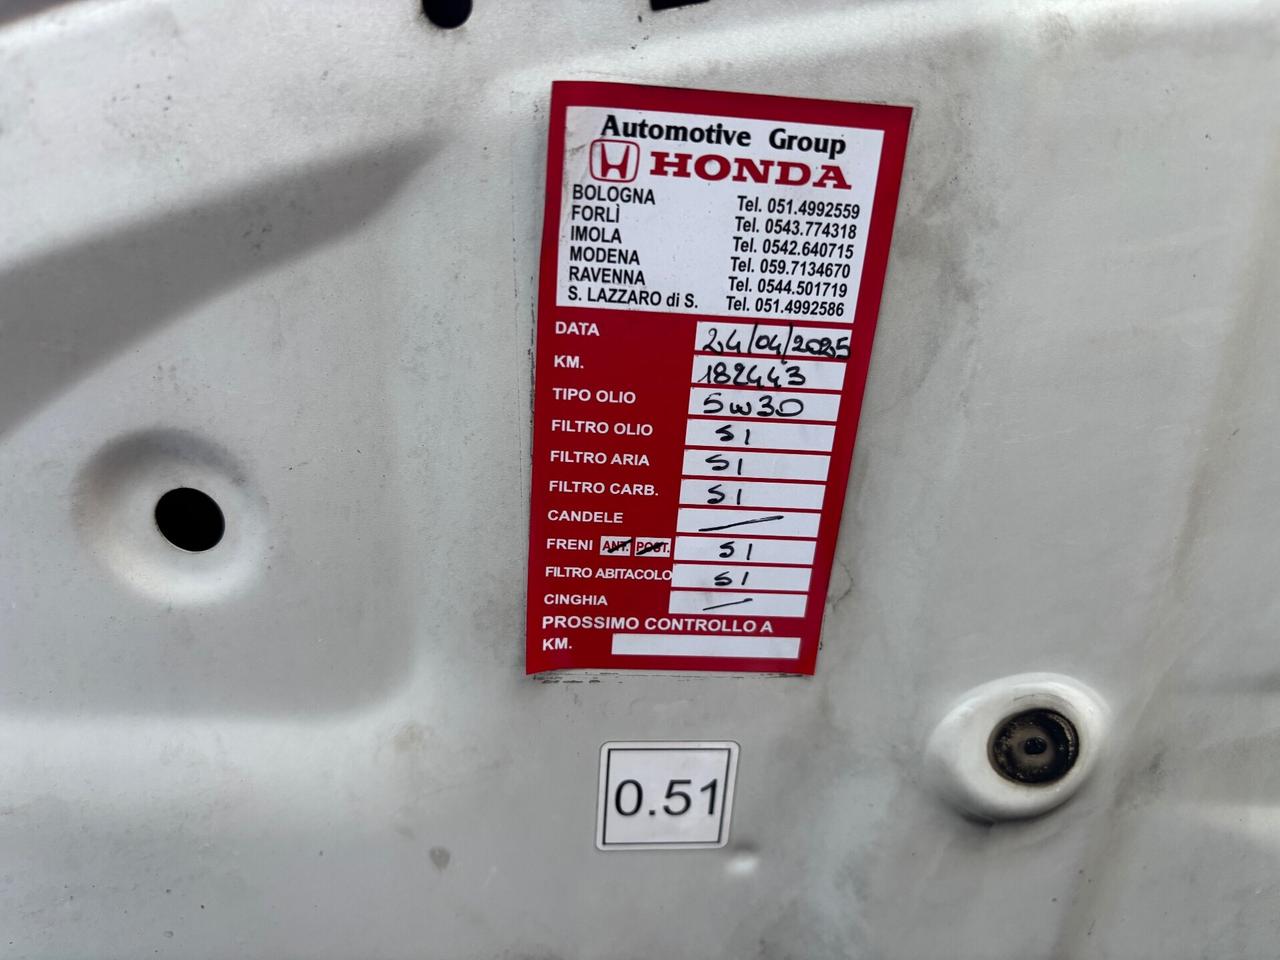 Automotive Group
HONDA
BOLOGNA Tel. 051.4992559
FORLÌ Tel. 0543.774318
IMOLA Tel. 0542.640715
MODENA Tel. 059.7134670
RAVENNA Tel. 0544.501719
S. LAZZARO di S. Tel. 051.4992586
DATA 24/04/2025
KM. 182443
TIPO OLIO 5w30
FILTRO OLIO SI
FILTRO ARIA SI
FILTRO CARB. SI
CANDELE
FRENI ANT. POST. SI
FILTRO ABITACOLO SI
CINGHIA
PROSSIMO CONTROLLO A
KM.
0.51